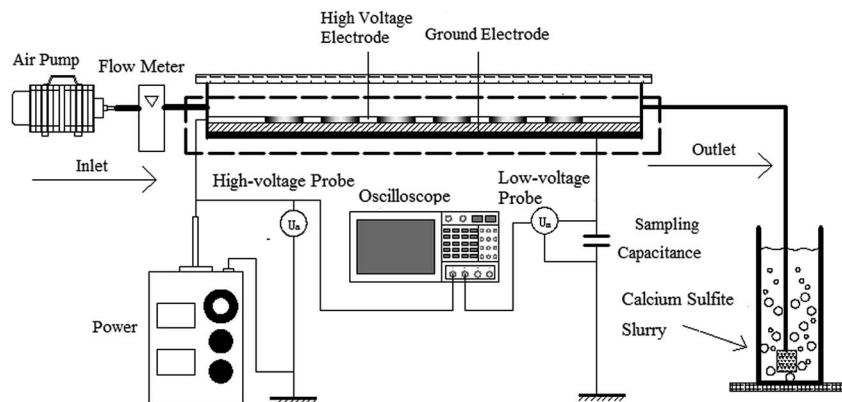 High Voltage
Electrode
Ground Electrode
Air Pump
Flow Meter
Inlet
Outlet
High-voltage Probe
Oscilloscope
Low-voltage
Probe
Uₐ
Uₘ
Sampling
Capacitance
Calcium Sulfite
Slurry
Power